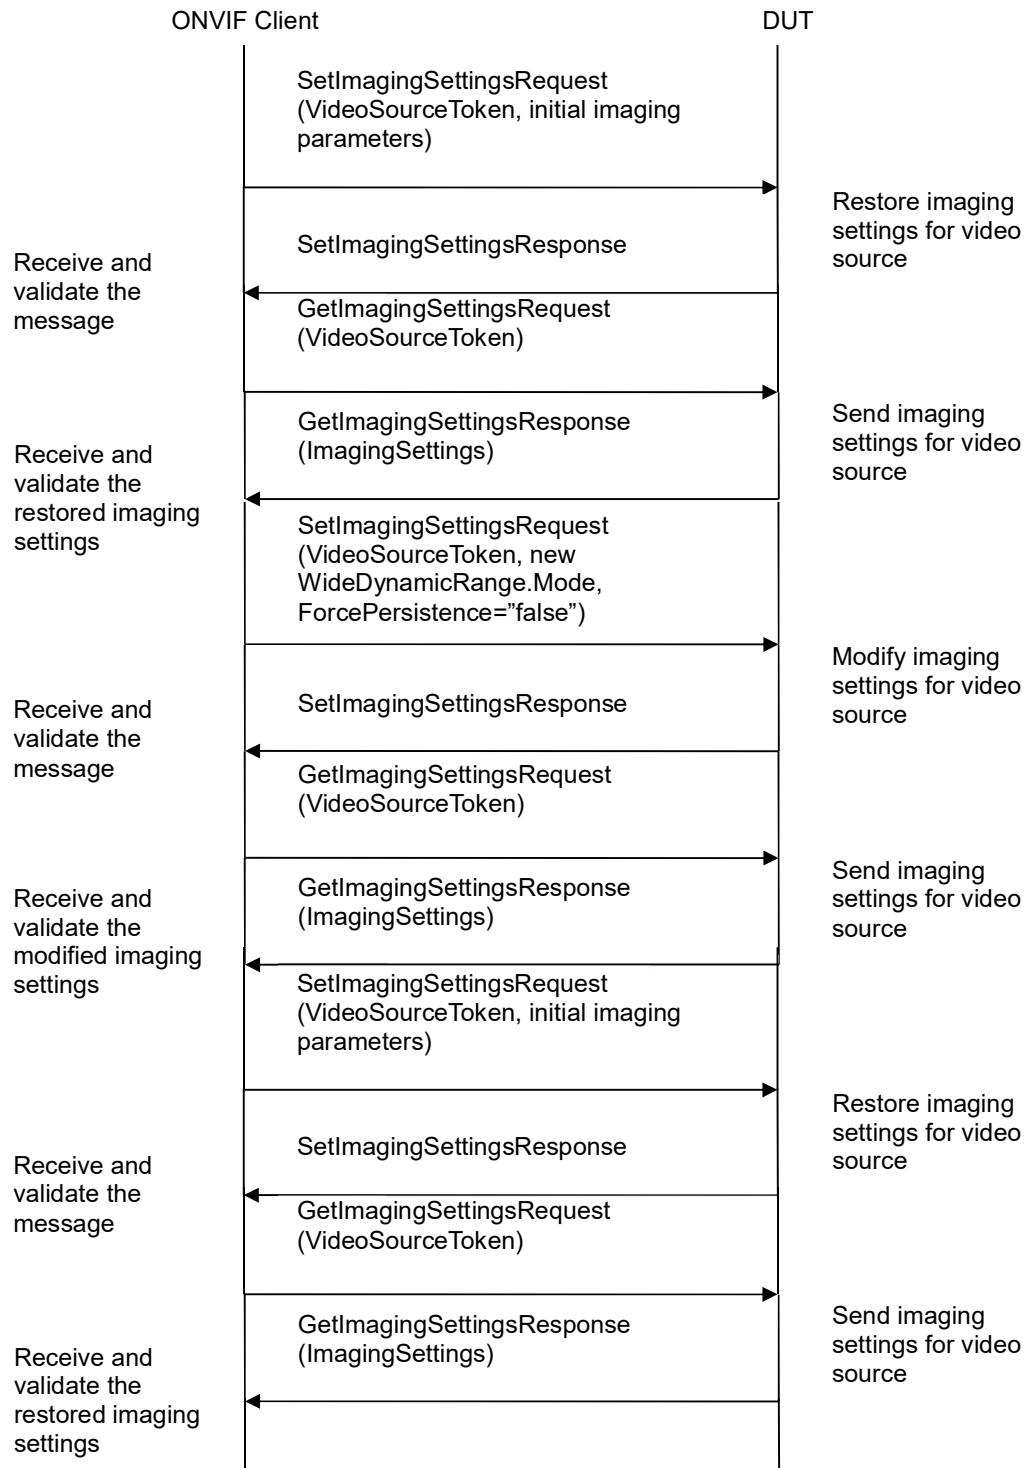 ONVIF Client
DUT
SetImagingSettingsRequest
(VideoSourceToken, initial imaging
parameters)
Restore imaging
settings for video
source
SetImagingSettingsResponse
Receive and
validate the
message
GetImagingSettingsRequest
(VideoSourceToken)
Send imaging
settings for video
source
GetImagingSettingsResponse
(ImagingSettings)
Receive and
validate the
restored imaging
settings
SetImagingSettingsRequest
(VideoSourceToken, new
WideDynamicRange.Mode,
ForcePersistence=”false”)
Modify imaging
settings for video
source
SetImagingSettingsResponse
Receive and
validate the
message
GetImagingSettingsRequest
(VideoSourceToken)
Send imaging
settings for video
source
GetImagingSettingsResponse
(ImagingSettings)
Receive and
validate the
modified imaging
settings
SetImagingSettingsRequest
(VideoSourceToken, initial imaging
parameters)
Restore imaging
settings for video
source
SetImagingSettingsResponse
Receive and
validate the
message
GetImagingSettingsRequest
(VideoSourceToken)
Send imaging
settings for video
source
GetImagingSettingsResponse
(ImagingSettings)
Receive and
validate the
restored imaging
settings